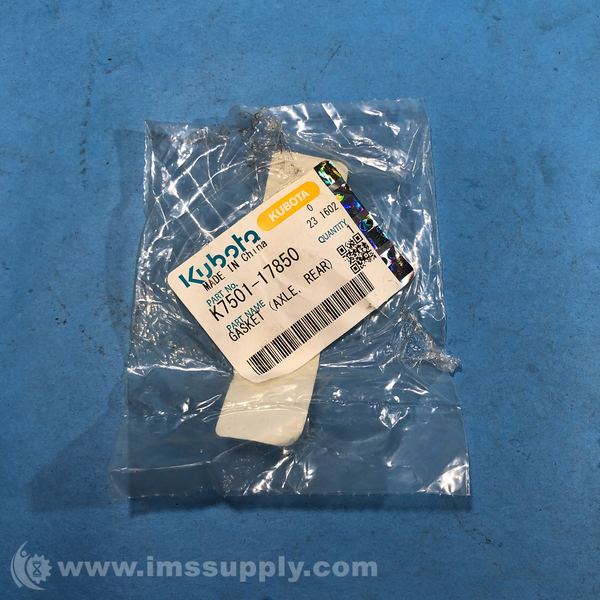 Kubota
KUBOTA
MADE IN China
0
23 1602
PART No.
K7501-17850
QUANTITY
1
PART NAME
GASKET (AXLE, REAR)
www.imssupply.com